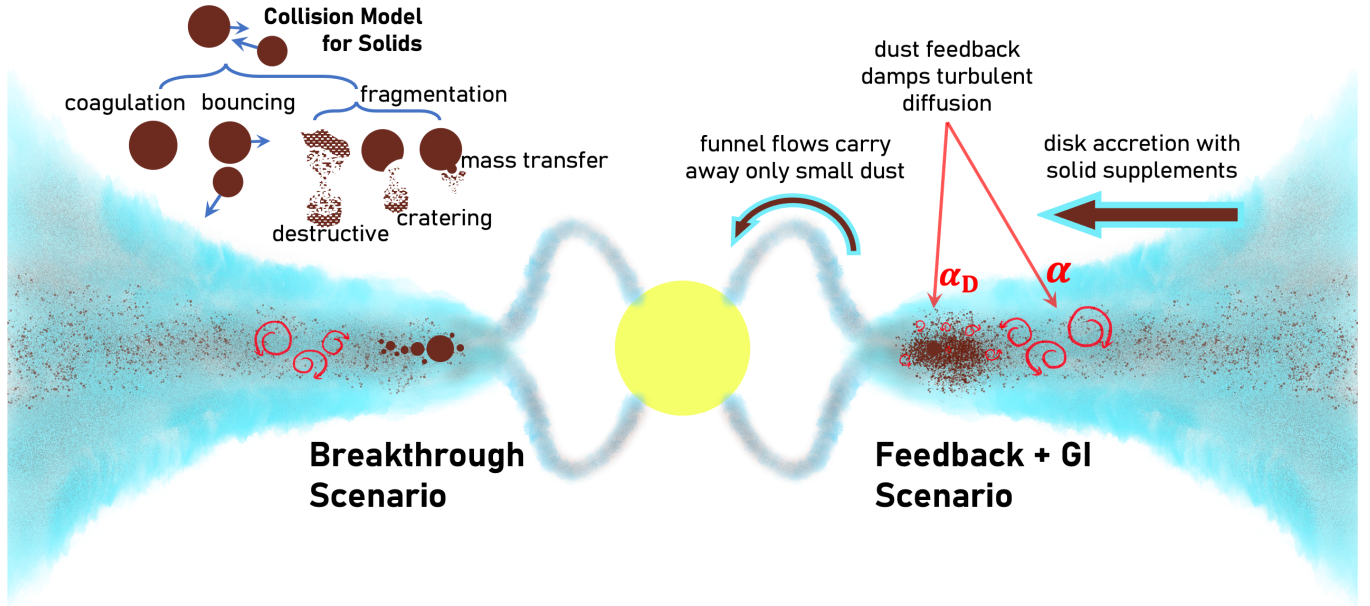 Collision Model
for Solids
coagulation
bouncing
fragmentation
mass transfer
cratering
destructive
dust feedback
damps turbulent
diffusion
funnel flows carry
away only small dust
disk accretion with
solid supplements
α_D
α
Breakthrough
Scenario
Feedback + GI
Scenario